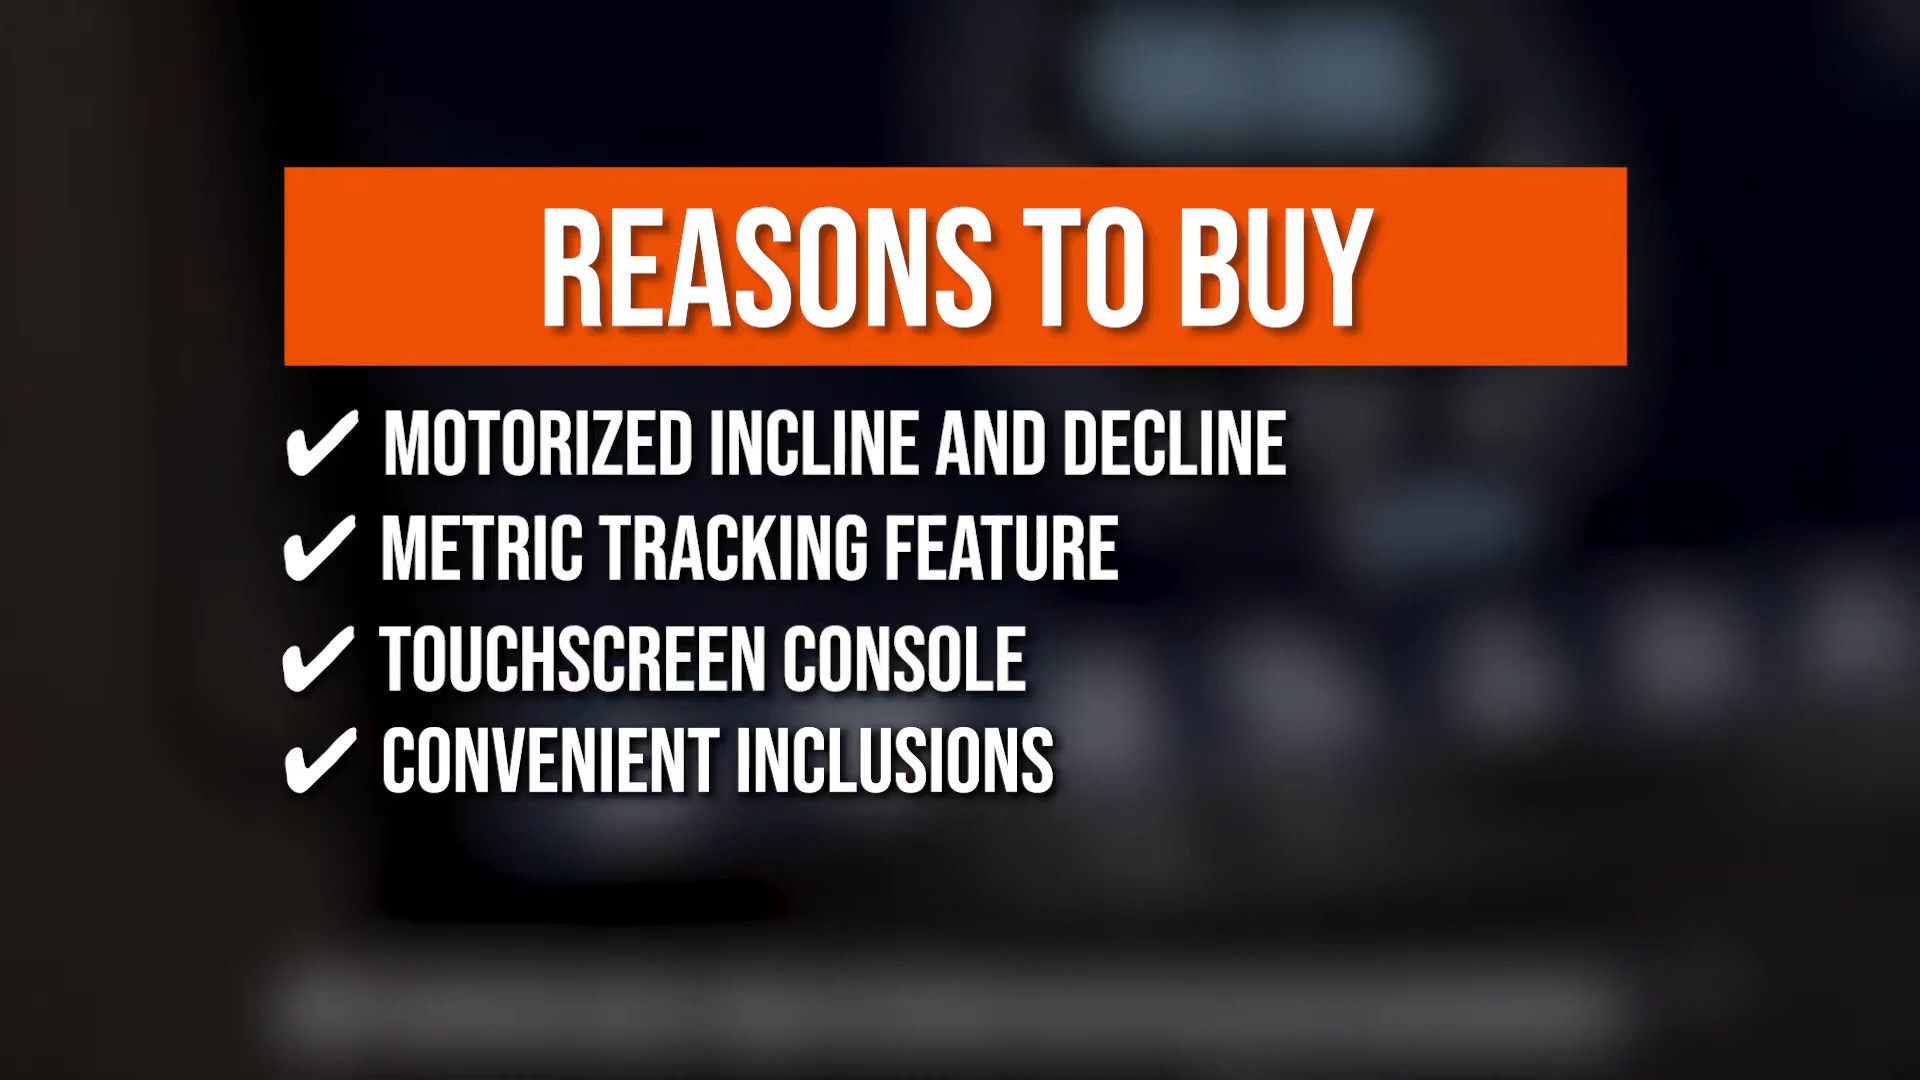 REASONS TO BUY
✔ MOTORIZED INCLINE AND DECLINE
✔ METRIC TRACKING FEATURE
✔ TOUCHSCREEN CONSOLE
✔ CONVENIENT INCLUSIONS